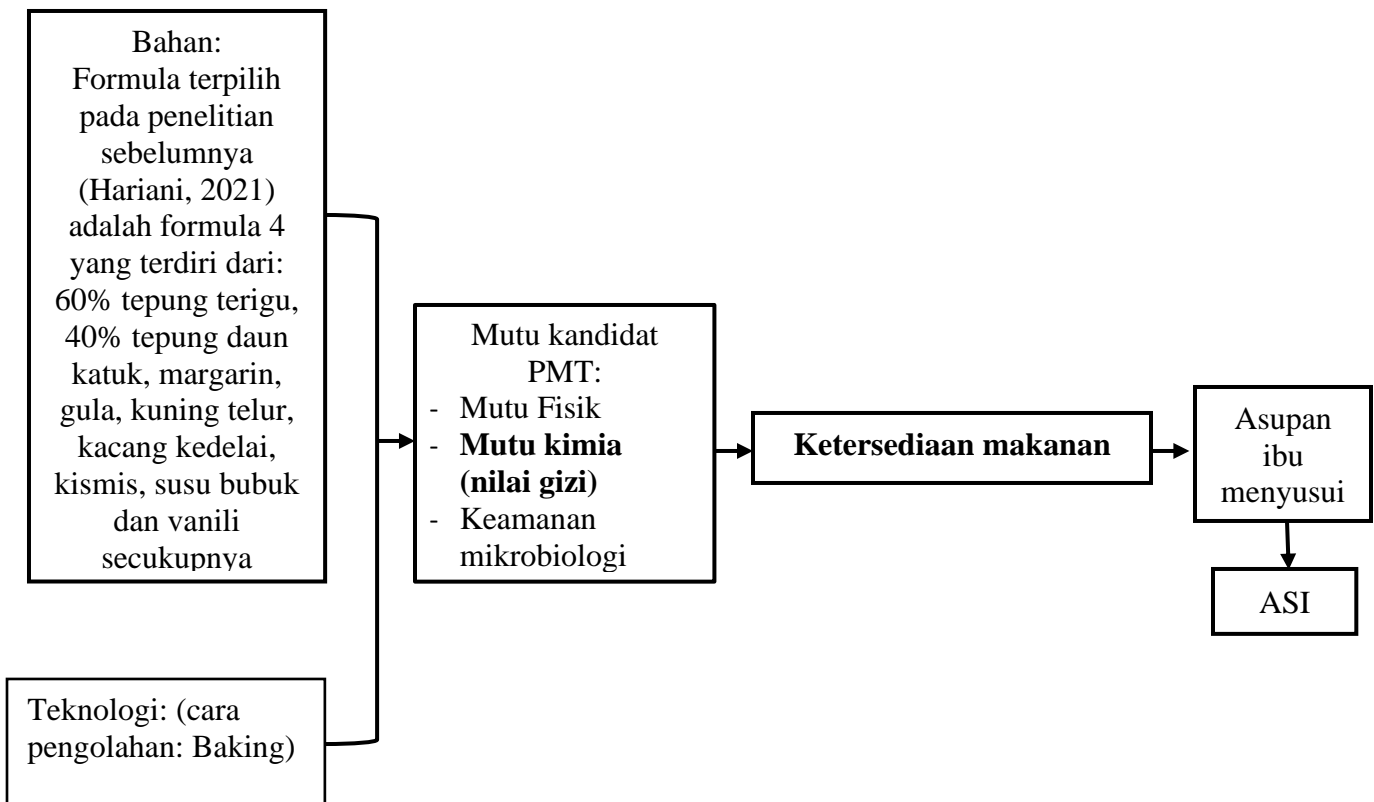 Bahan:
Formula terpilih
pada penelitian
sebelumnya
(Hariani, 2021)
adalah formula 4
yang terdiri dari:
60% tepung terigu,
40% tepung daun
katuk, margarin,
gula, kuning telur,
kacang kedelai,
kismis, susu bubuk
dan vanili
secukupnya
Teknologi: (cara
pengolahan: Baking)
Mutu kandidat
PMT:
- Mutu Fisik
- Mutu kimia
(nilai gizi)
- Keamanan
mikrobiologi
Ketersediaan makanan
Asupan
ibu
menyusui
ASI